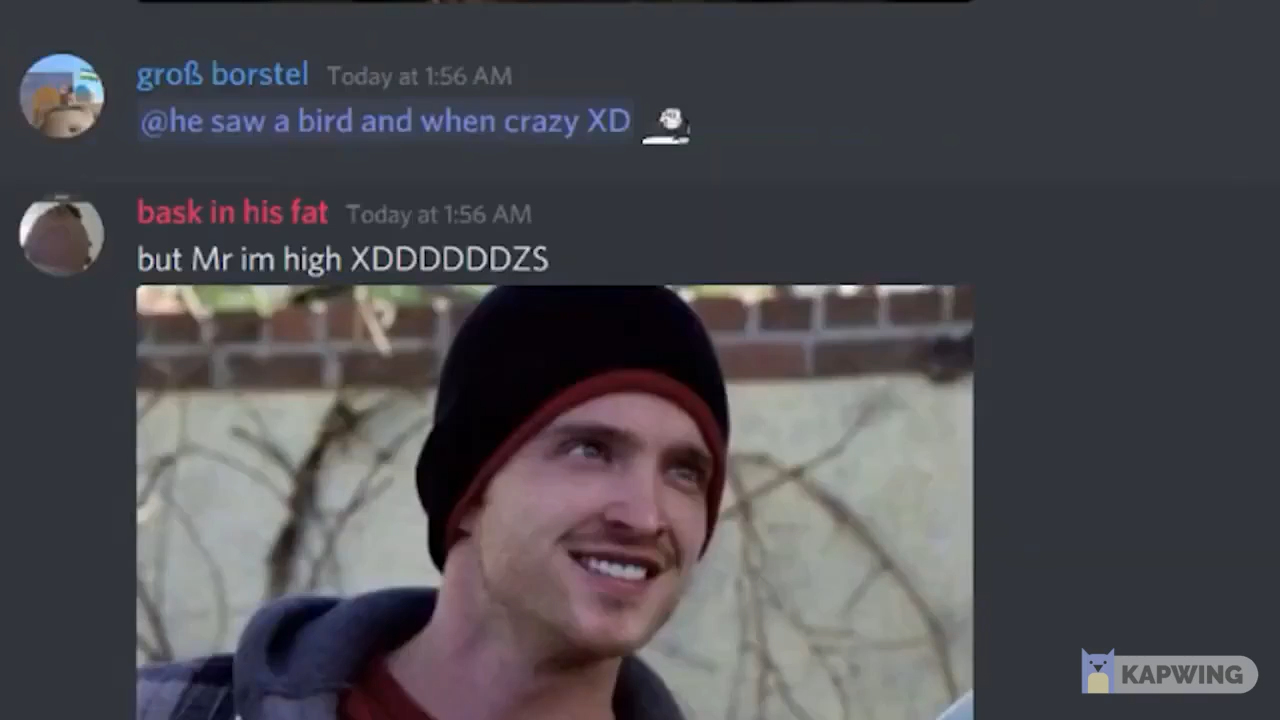 groß borstel Today at 1:56 AM
@he saw a bird and when crazy XD
bask in his fat Today at 1:56 AM
but Mr im high XDDDDDDZS
KAPWING